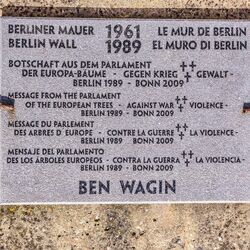 BERLINER MAUER 1961 LE MUR DE BERLIN
BERLIN WALL 1989 EL MURO DI BERLIN
BOTSCHAFT AUS DEM PARLAMENT
DER EUROPA-BÄUME - GEGEN KRIEG ++ GEWALT -
BERLIN 1989 - BONN 2009
MESSAGE FROM THE PARLAMENT
OF THE EUROPEAN TREES - AGAINST WAR ++ VIOLENCE -
BERLIN 1989 - BONN 2009
MESSAGE DU PARLEMENT
DES ARBRES D' EUROPE - CONTRE LA GUERRE ++ VIOLENCE -
BERLIN 1989 - BONN 2009
MENSAJE DEL PARLAMENTO
DE LOS ÁRBOLES EUROPEOS - CONTRA LA GUERRA ++ VIOLENCIA -
BERLIN 1989 - BONN 2009
BEN WAGIN